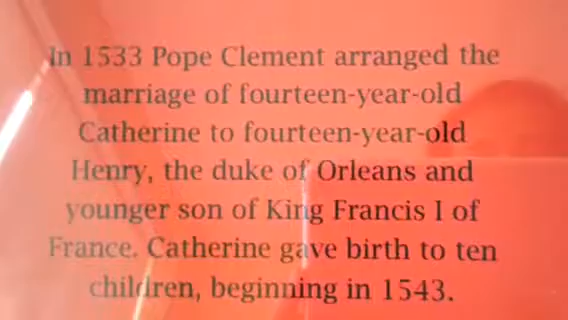 In 1533 Pope Clement arranged the
marriage of fourteen-year-old
Catherine to fourteen-year-old
Henry, the duke of Orleans and
younger son of King Francis I of
France. Catherine gave birth to ten
children, beginning in 1543.